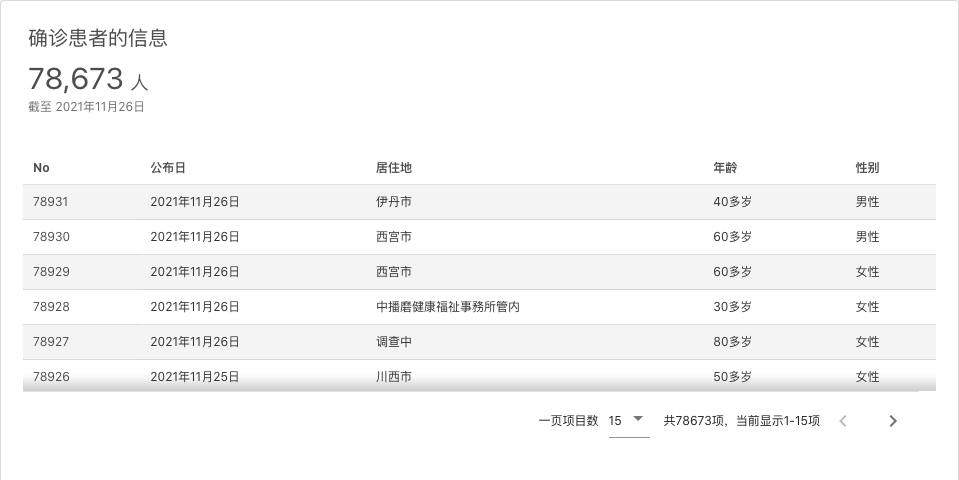 确诊患者的信息
78,673 人
截至 2021年11月26日
No 公布日 居住地 年龄 性别
78931 2021年11月26日 伊丹市 40多岁 男性
78930 2021年11月26日 西宫市 60多岁 男性
78929 2021年11月26日 西宫市 60多岁 女性
78928 2021年11月26日 中播磨健康福祉事務所管内 30多岁 女性
78927 2021年11月26日 调查中 80多岁 女性
78926 2021年11月25日 川西市 50多岁 女性
一页项目数 15 共78673项，当前显示1-15项